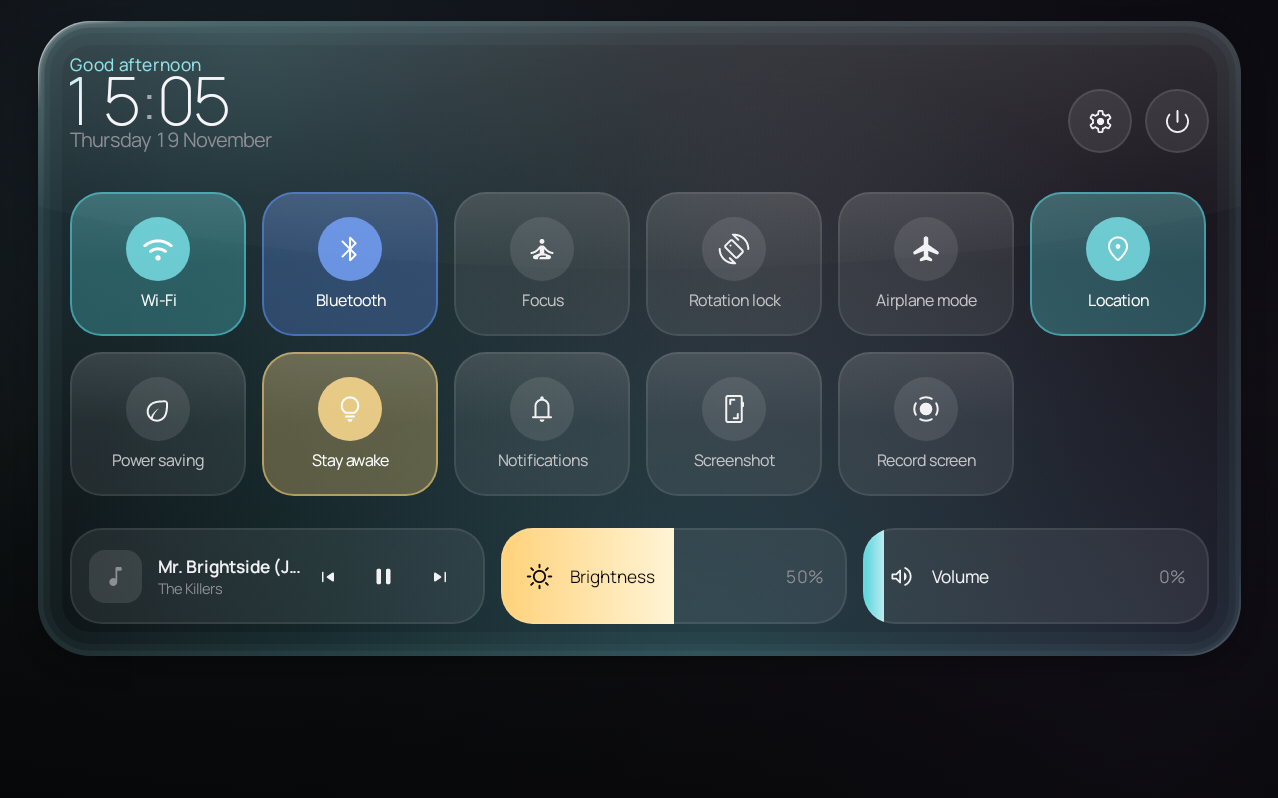 Good afternoon
15:05
Thursday 19 November
Wi-Fi
Bluetooth
Focus
Rotation lock
Airplane mode
Location
Power saving
Stay awake
Notifications
Screenshot
Record screen
Mr. Brightside (J...
The Killers
Brightness
50%
Volume
0%